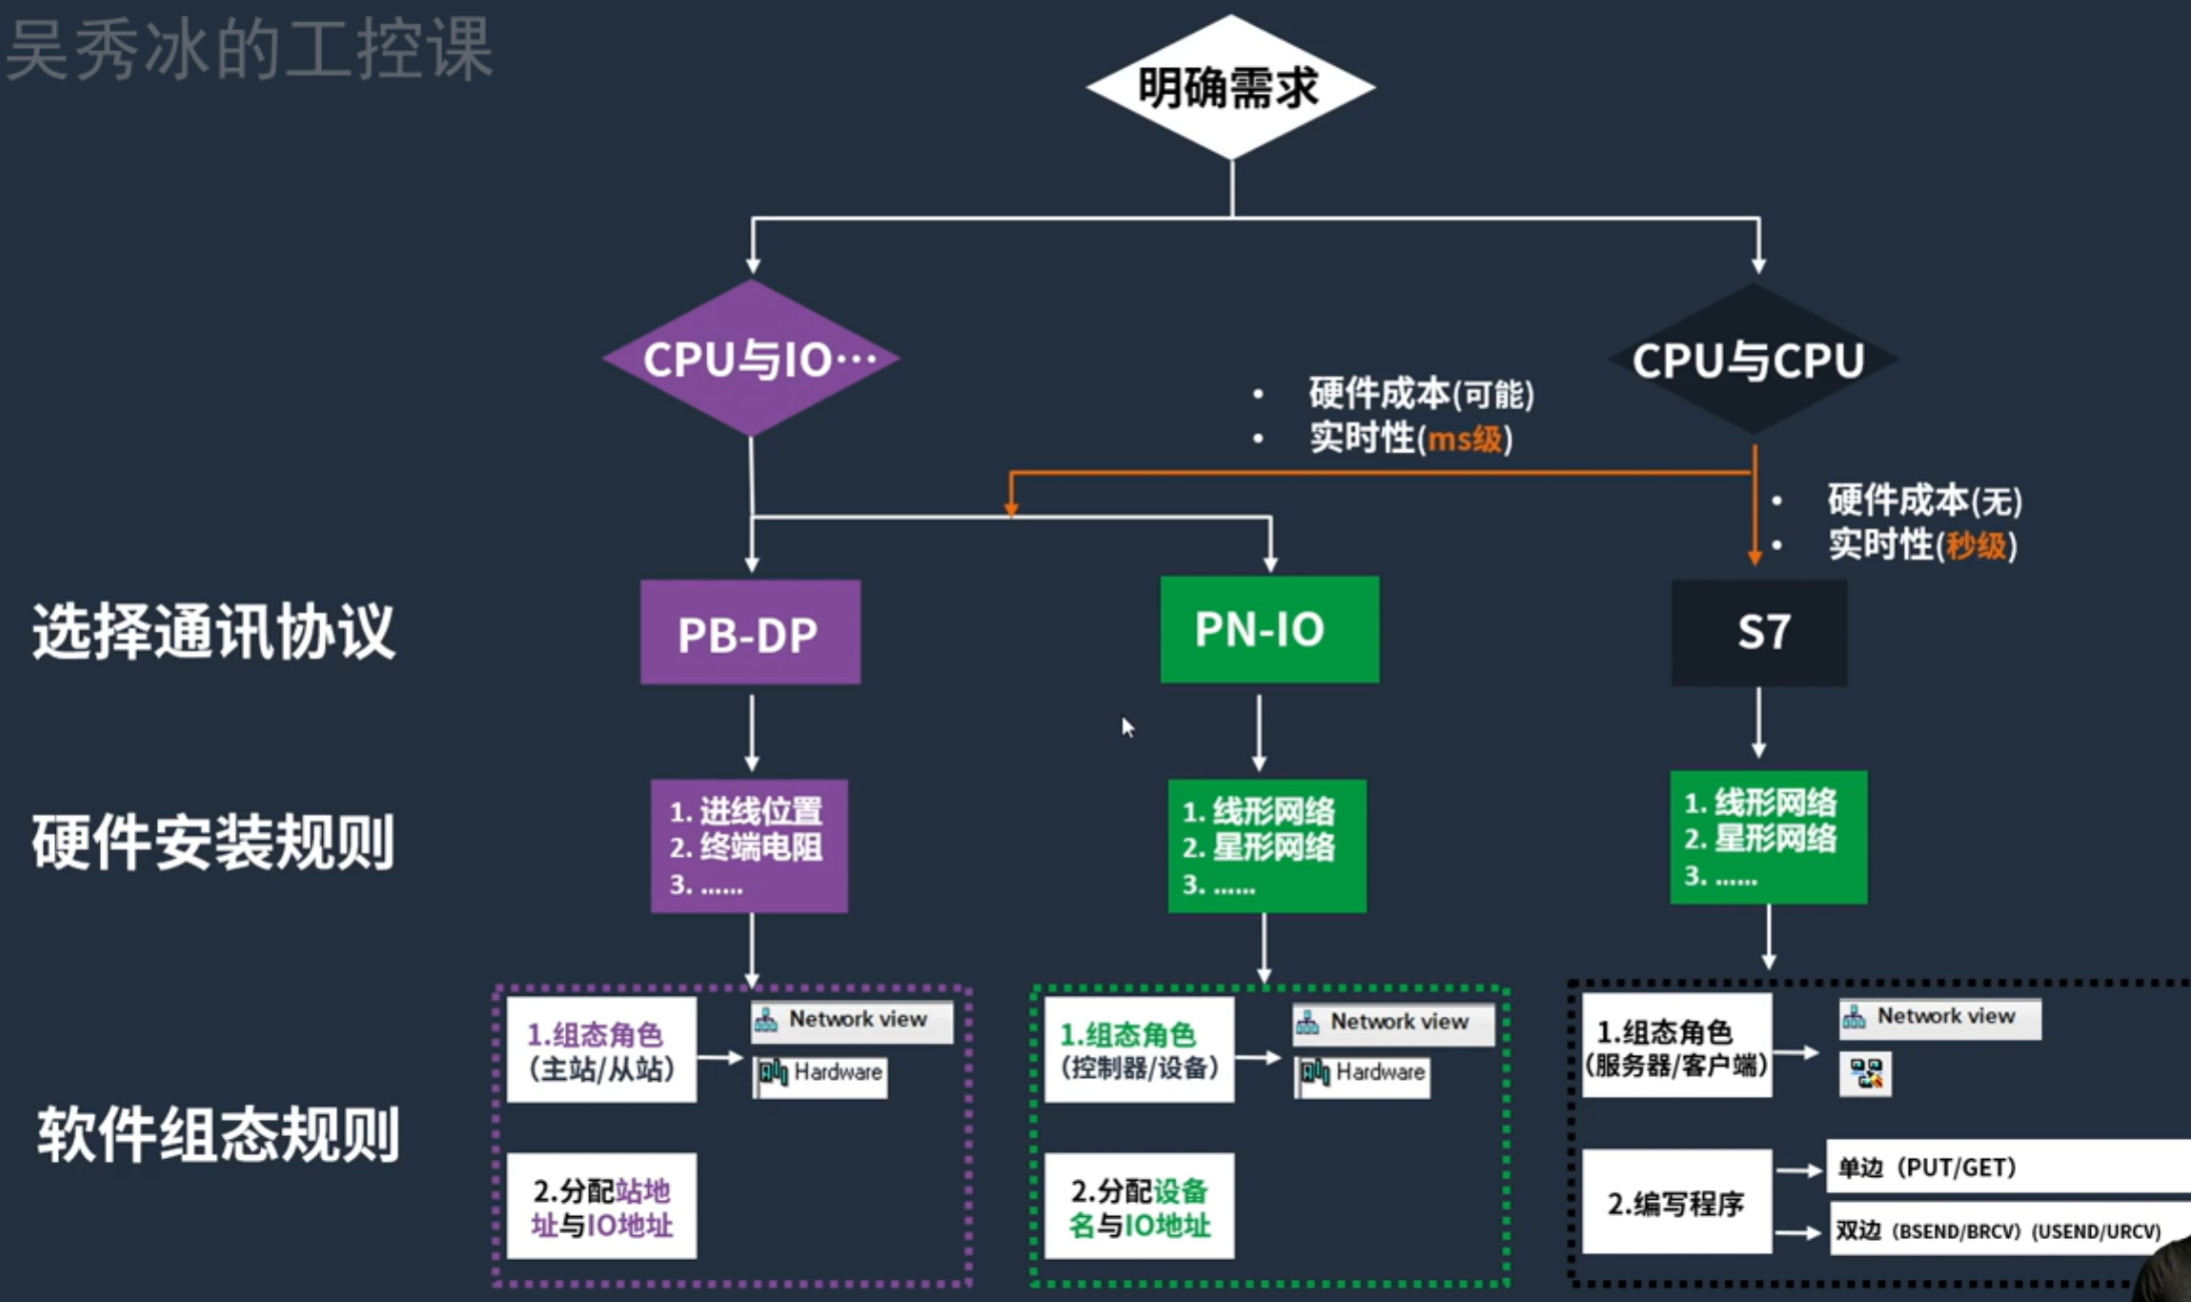 吴秀冰的工控课
明确需求
CPU与IO…
CPU与CPU
• 硬件成本(可能)
• 实时性(ms级)
• 硬件成本(无)
• 实时性(秒级)
选择通讯协议
PB-DP
PN-IO
S7
硬件安装规则
1. 进线位置
2. 终端电阻
3. ......
1. 线形网络
2. 星形网络
3. ......
1. 线形网络
2. 星形网络
3. ......
软件组态规则
1.组态角色
（主站/从站）
Network view
Hardware
2.分配站地
址与IO地址
1.组态角色
（控制器/设备）
Network view
Hardware
2.分配设备
名与IO地址
1.组态角色
（服务器/客户端）
Network view
2.编写程序
单边（PUT/GET）
双边（BSEND/BRCV）(USEND/URCV)